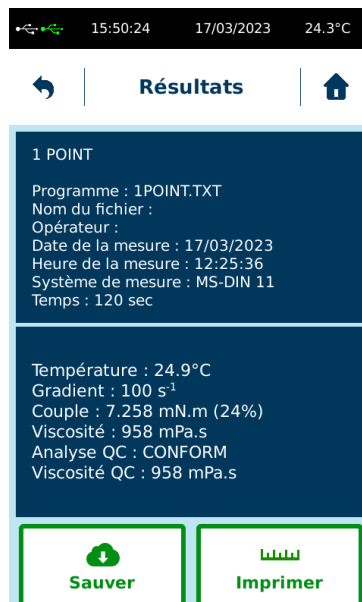 15:50:24 17/03/2023 24.3°C
Résultats
1 POINT
Programme : 1POINT.TXT
Nom du fichier :
Opérateur :
Date de la mesure : 17/03/2023
Heure de la mesure : 12:25:36
Système de mesure : MS-DIN 11
Temps : 120 sec
Température : 24.9°C
Gradient : 100 s⁻¹
Couple : 7.258 mN.m (24%)
Viscosité : 958 mPa.s
Analyse QC : CONFORM
Viscosité QC : 958 mPa.s
Sauver Imprimer